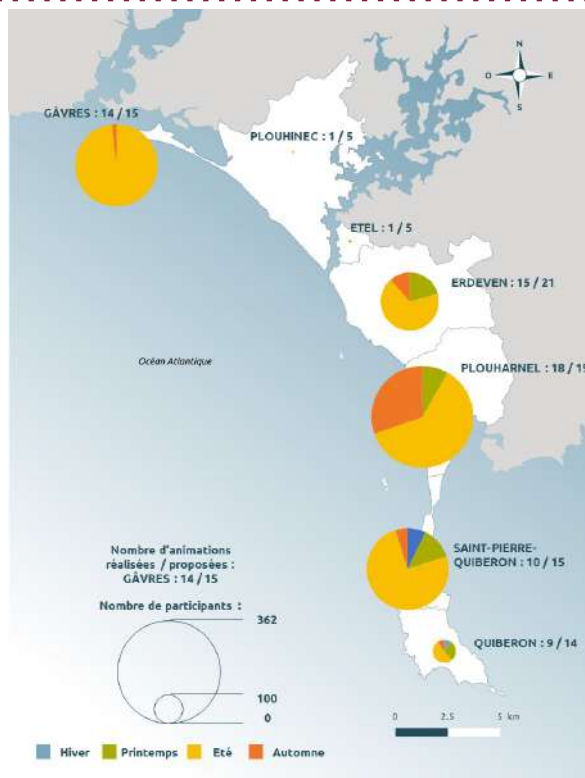 N
O
E
S
GÂVRES : 14 / 15
PLOUHINEC : 1 / 5
ETEL : 1 / 5
ERDEVEN : 15 / 21
Océan Atlantique
PLOUHARNEL : 18 / 19
Nombre d'animations
réalisées / proposées :
GÂVRES : 14 / 15
SAINT-PIERRE-
QUIBERON : 10 / 15
Nombre de participants :
362
QUIBERON : 9 / 14
100
0
0 2.5 5 km
Hiver Printemps Eté Automne